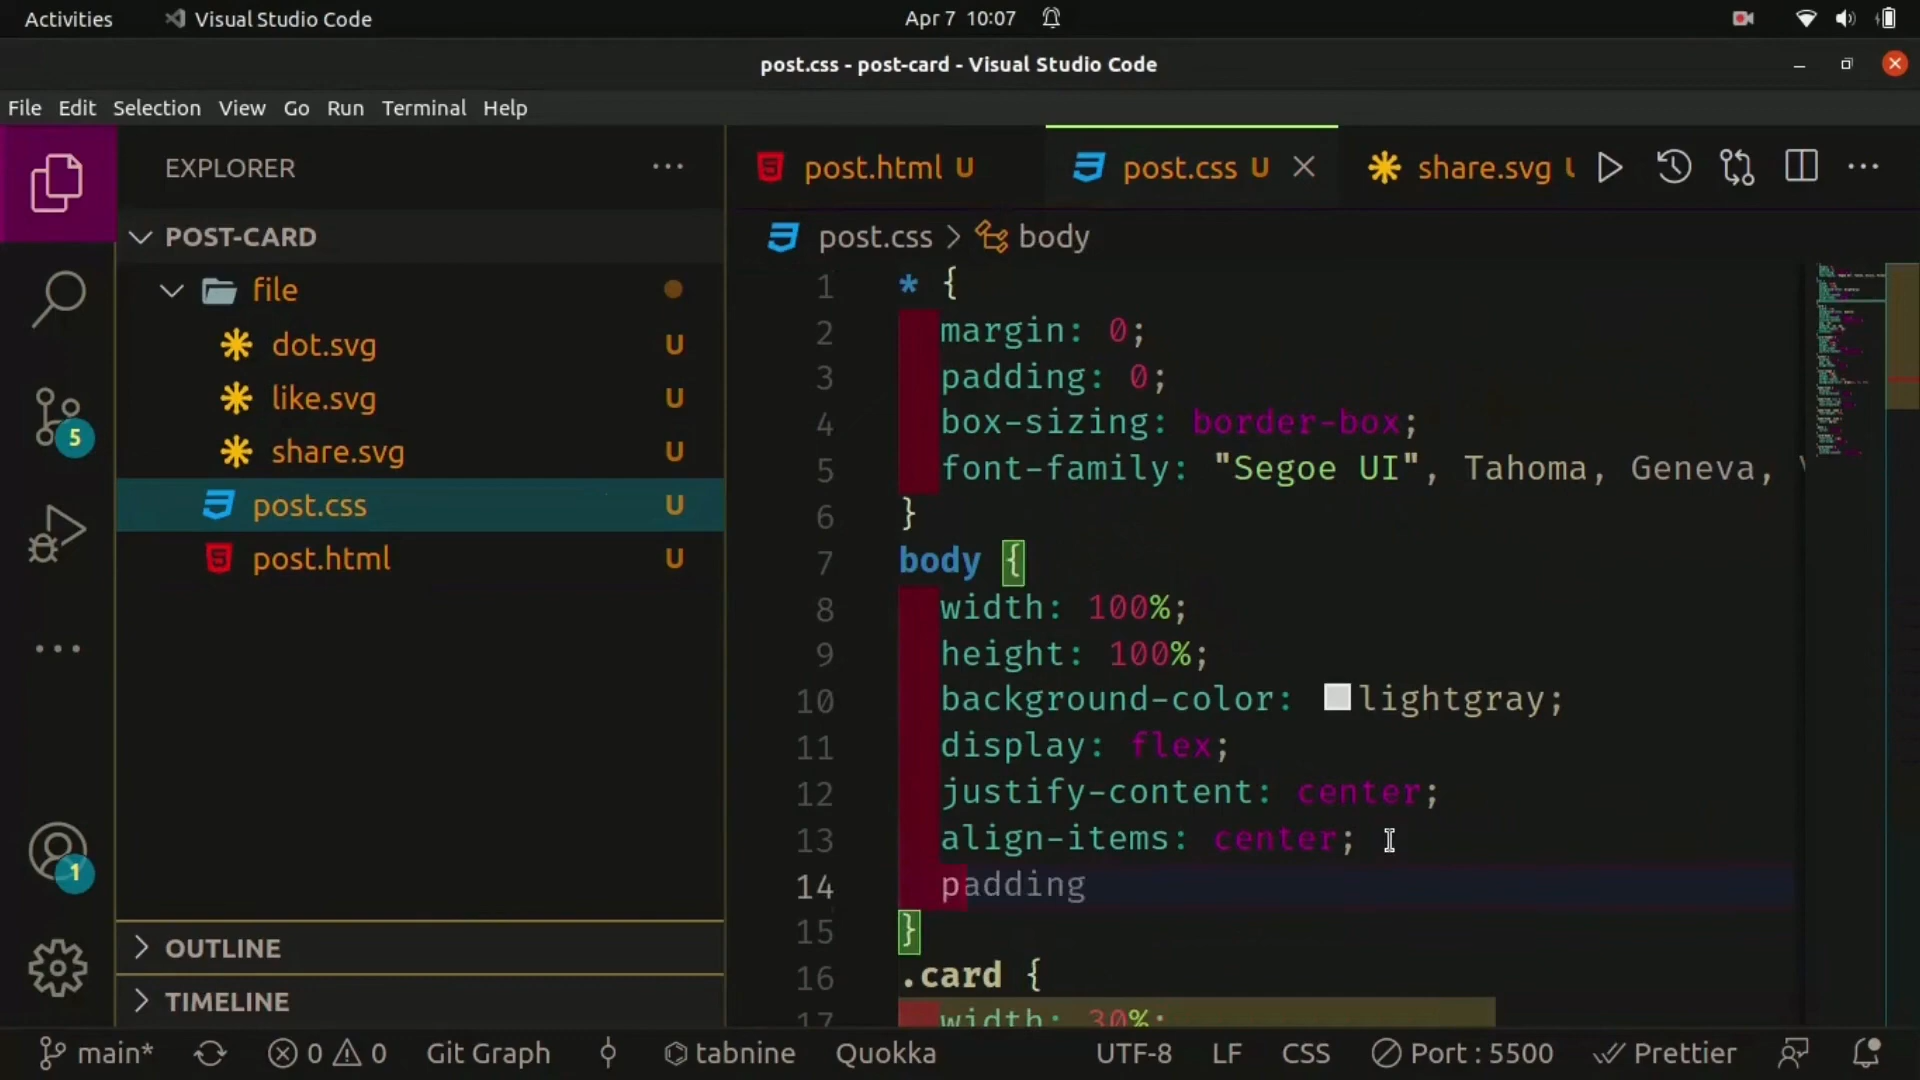 Activities Visual Studio Code Apr 7 10:07
post.css - post-card - Visual Studio Code
File Edit Selection View Go Run Terminal Help
EXPLORER
POST-CARD
file
dot.svg U
like.svg U
share.svg U
post.css U
post.html U
OUTLINE
TIMELINE
5
1
post.html U post.css U share.svg
post.css > body
1 * {
2 margin: 0;
3 padding: 0;
4 box-sizing: border-box;
5 font-family: "Segoe UI", Tahoma, Geneva,
6 }
7 body {
8 width: 100%;
9 height: 100%;
10 background-color: lightgray;
11 display: flex;
12 justify-content: center;
13 align-items: center;
14 padding
15 }
16 .card {
17 width: 30%;
main* 0 0 Git Graph tabnine Quokka UTF-8 LF CSS Port : 5500 Prettier